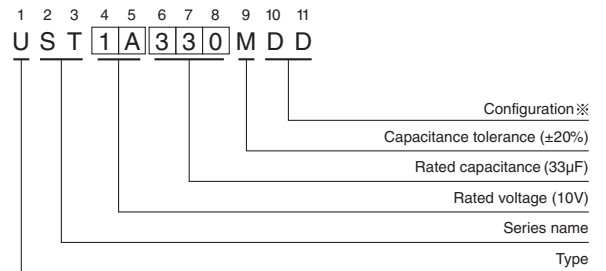 1 2 3 4 5 6 7 8 9 10 11
U S T 1 A 3 3 0 M D D
Configuration※
Capacitance tolerance (±20%)
Rated capacitance (33µF)
Rated voltage (10V)
Series name
Type